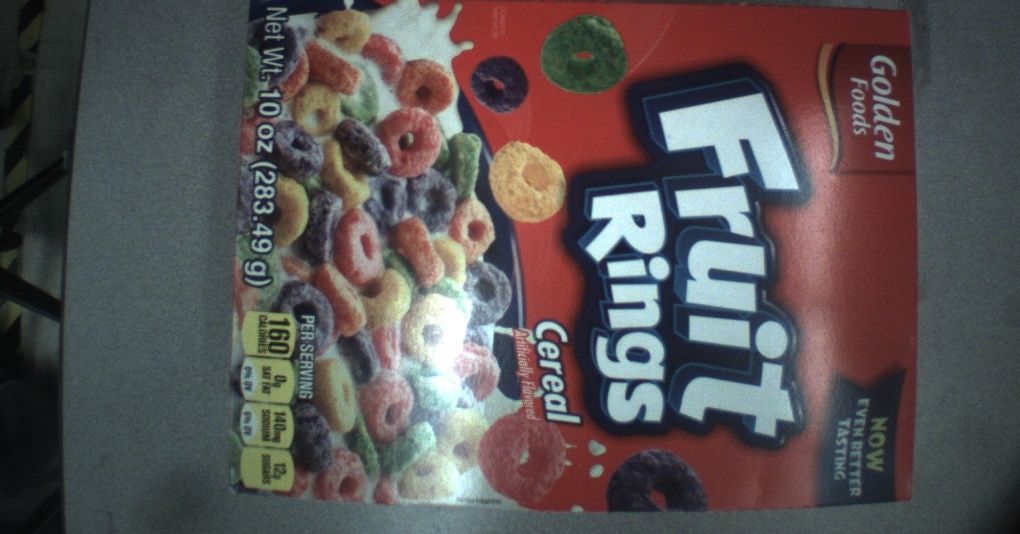 Golden
Foods
NOW
EVEN BETTER
TASTING
Fruit
Rings
Cereal
Artificially Flavored
PER SERVING
160
CALORIES
0g
SAT FAT
0% DV
140mg
SODIUM
6% DV
12g
SUGARS
Net Wt. 10 oz (283.49 g)